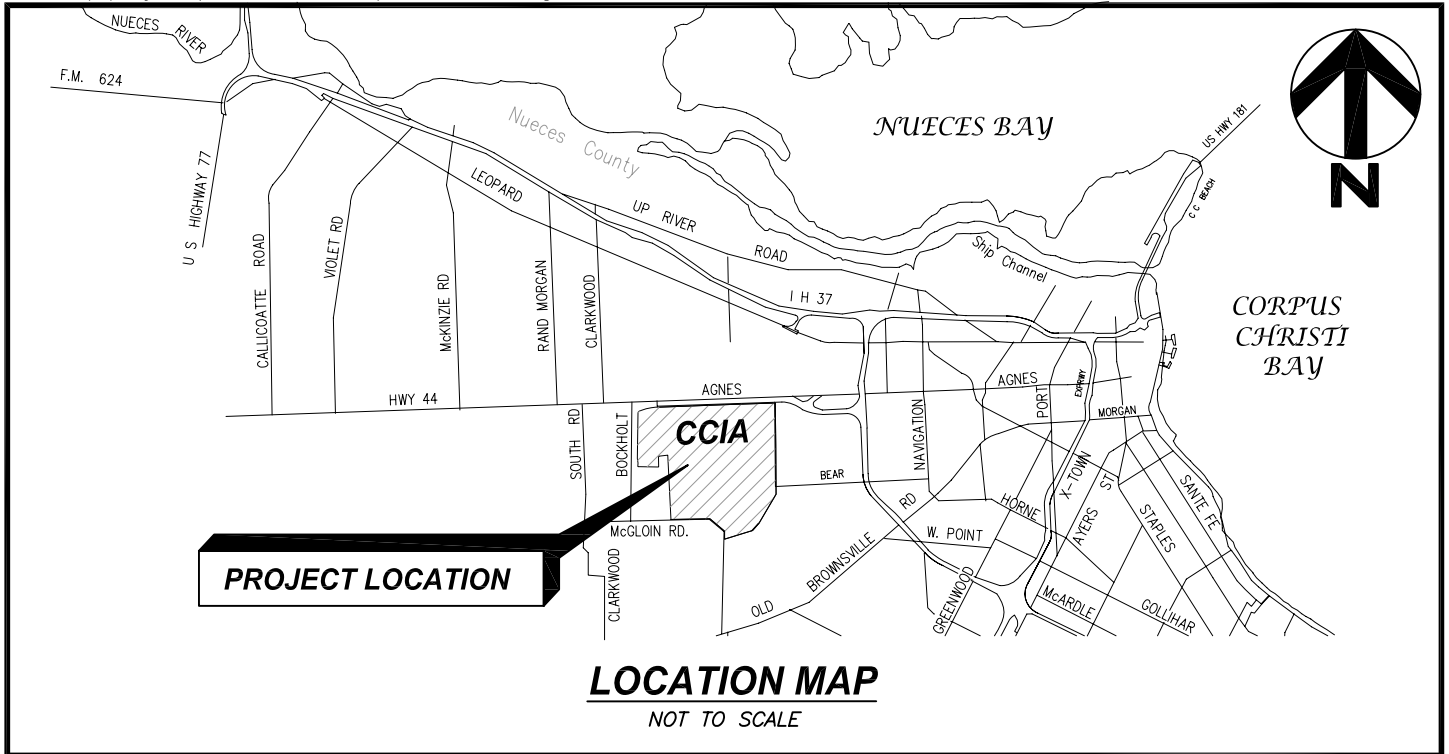 NUECES RIVER
F.M. 624
U S HIGHWAY 77
Nueces County
NUECES BAY
US HWY 181
C C BEACH
N
LEOPARD
UP RIVER
ROAD
Ship Channel
CALLICOATTE ROAD
VIOLET RD
McKINZIE RD
RAND MORGAN
CLARKWOOD
I H 37
CORPUS
CHRISTI
BAY
HWY 44
AGNES
AGNES
PORT
EXPRWY
MORGAN
SOUTH RD
BOCKHOLT
CCIA
NAVIGATION
BEAR
X-TOWN
AYERS ST
HORNE
STAPLES
SANTE FE
McGLOIN RD.
W. POINT
OLD BROWNSVILLE RD
PROJECT LOCATION
CLARKWOOD
GREENWOOD
McARDLE
GOLLIHAR
LOCATION MAP
NOT TO SCALE